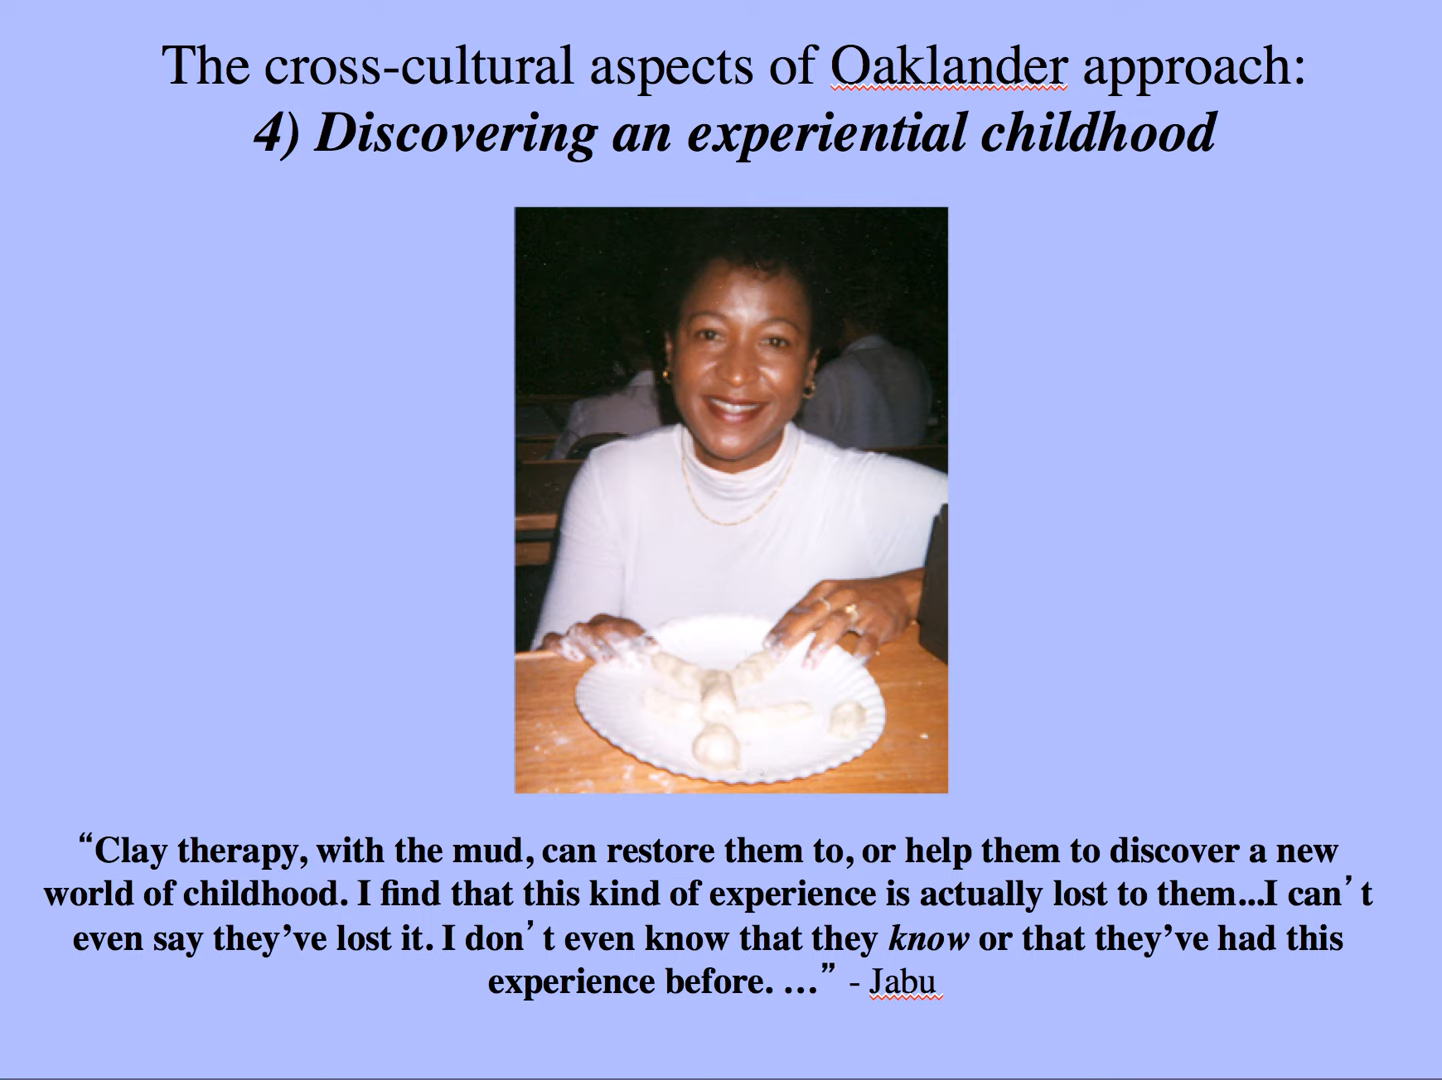 The cross-cultural aspects of Oaklander approach:
4) Discovering an experiential childhood
“Clay therapy, with the mud, can restore them to, or help them to discover a new
world of childhood. I find that this kind of experience is actually lost to them...I can’t
even say they’ve lost it. I don’t even know that they know or that they’ve had this
experience before. …” - Jabu